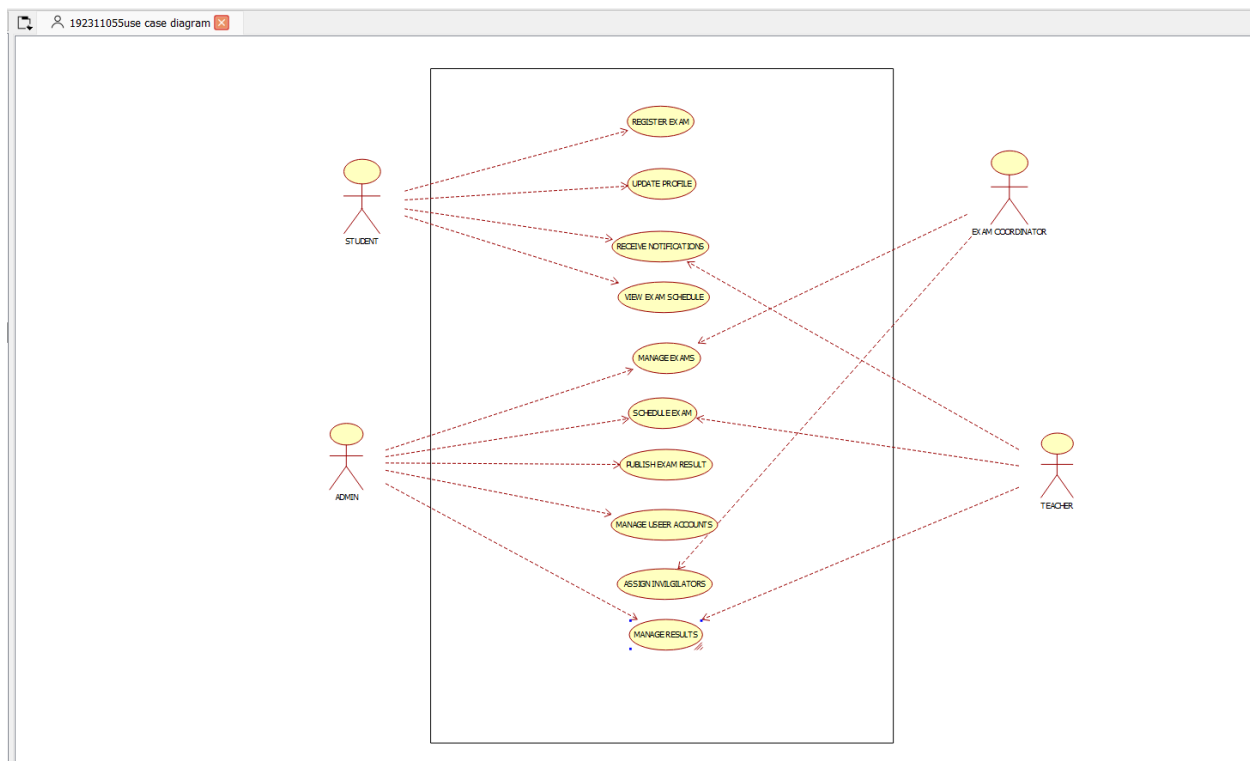 192311055use case diagram
REGISTER EXAM
UPDATE PROFILE
STUDENT
EXAM COORDINATOR
RECEIVE NOTIFICATIONS
VIEW EXAM SCHEDULE
MANAGE EXAMS
SCHEDULE EXAM
PUBLISH EXAM RESULT
ADMIN
TEACHER
MANAGE USEER ACCOUNTS
ASSIGN INVILGILATORS
MANAGE RESULTS